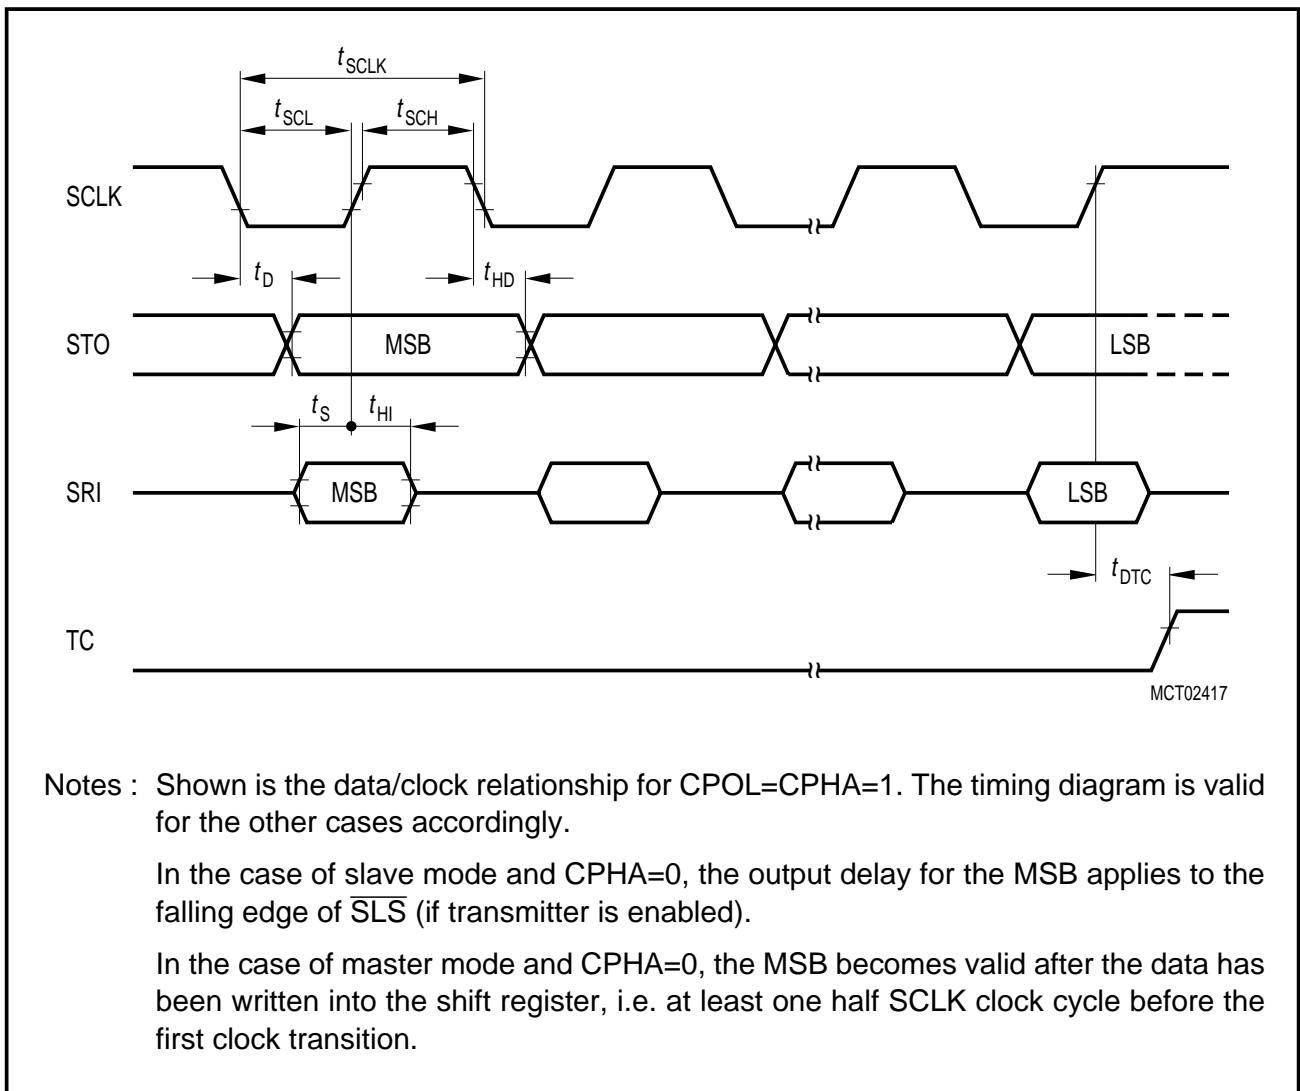 tSCLK
tSCL tSCH
SCLK
tD tHD
STO MSB LSB
tS tHI
SRI MSB LSB
tDTC
TC
MCT02417
Notes : Shown is the data/clock relationship for CPOL=CPHA=1. The timing diagram is valid
for the other cases accordingly.
In the case of slave mode and CPHA=0, the output delay for the MSB applies to the
falling edge of S̅L̅S̅ (if transmitter is enabled).
In the case of master mode and CPHA=0, the MSB becomes valid after the data has
been written into the shift register, i.e. at least one half SCLK clock cycle before the
first clock transition.